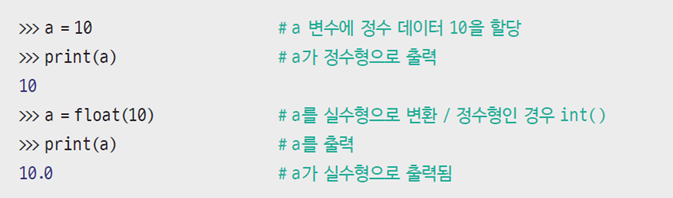 >>> a = 10 # a 변수에 정수 데이터 10을 할당
>>> print(a) # a가 정수형으로 출력
10
>>> a = float(10) # a를 실수형으로 변환 / 정수형인 경우 int()
>>> print(a) # a를 출력
10.0 # a가 실수형으로 출력됨